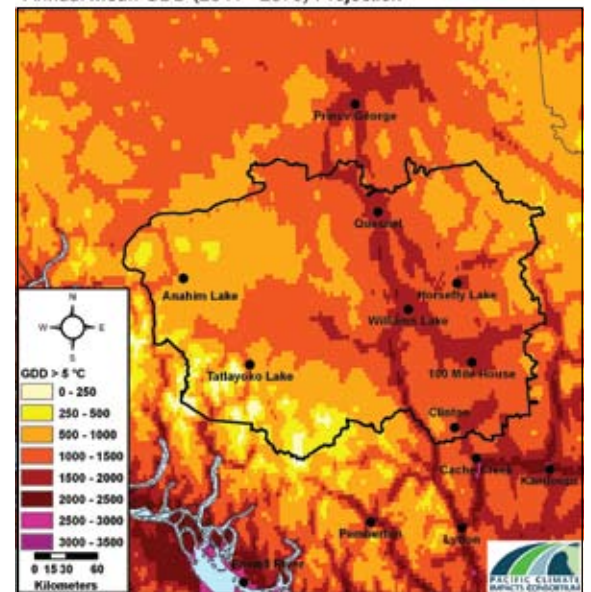 Prince George
Quesnel
Anahim Lake
Horsefly Lake
Williams Lake
Tatlayoko Lake
100 Mile House
Clinton
Cache Creek
Kamloops
Pemberton
Lytton
Powell River
N
W E
S
GDD > 5 °C
0 - 250
250 - 500
500 - 1000
1000 - 1500
1500 - 2000
2000 - 2500
2500 - 3000
3000 - 3500
0 15 30 60
Kilometers
PACIFIC CLIMATE
IMPACTS CONSORTIUM